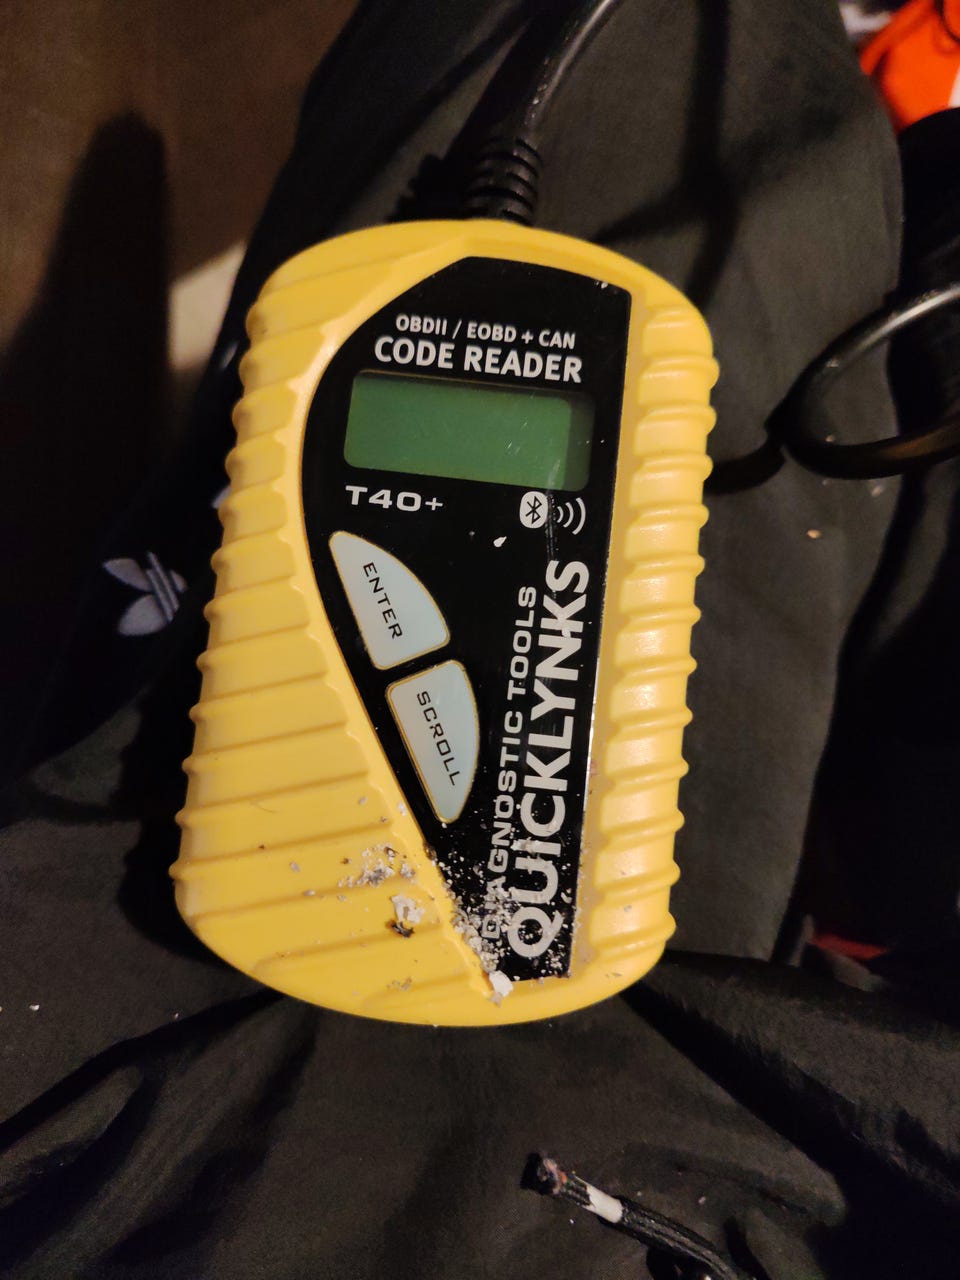 OBDII / EOBD + CAN
CODE READER
T40+
ENTER
SCROLL
DIAGNOSTIC TOOLS
QUICKLYNKS